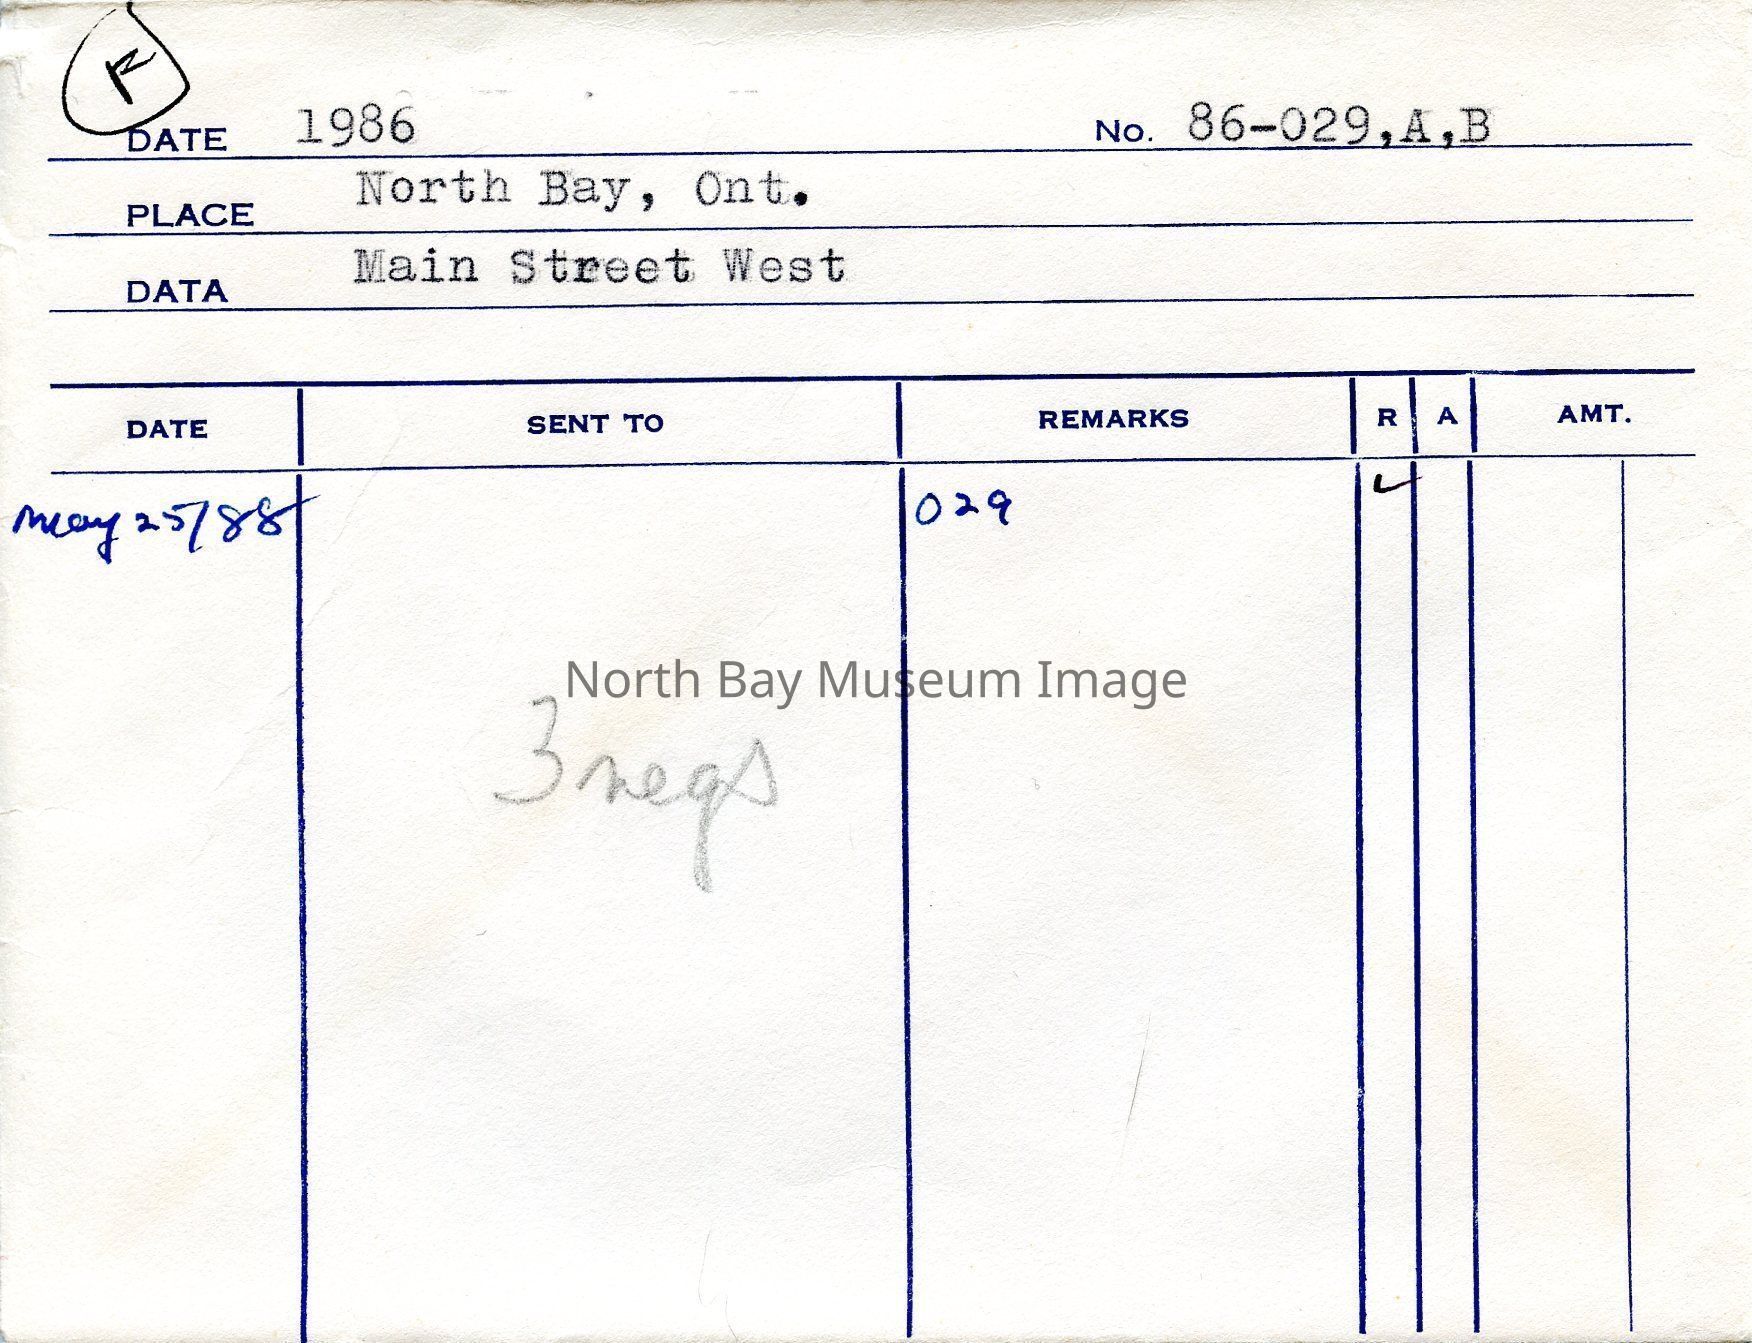 R
DATE 1986 No. 86-029,A,B
PLACE North Bay, Ont.
DATA Main Street West
DATE SENT TO REMARKS R A AMT.
May 25/88 029 ✓
North Bay Museum Image
3 negs